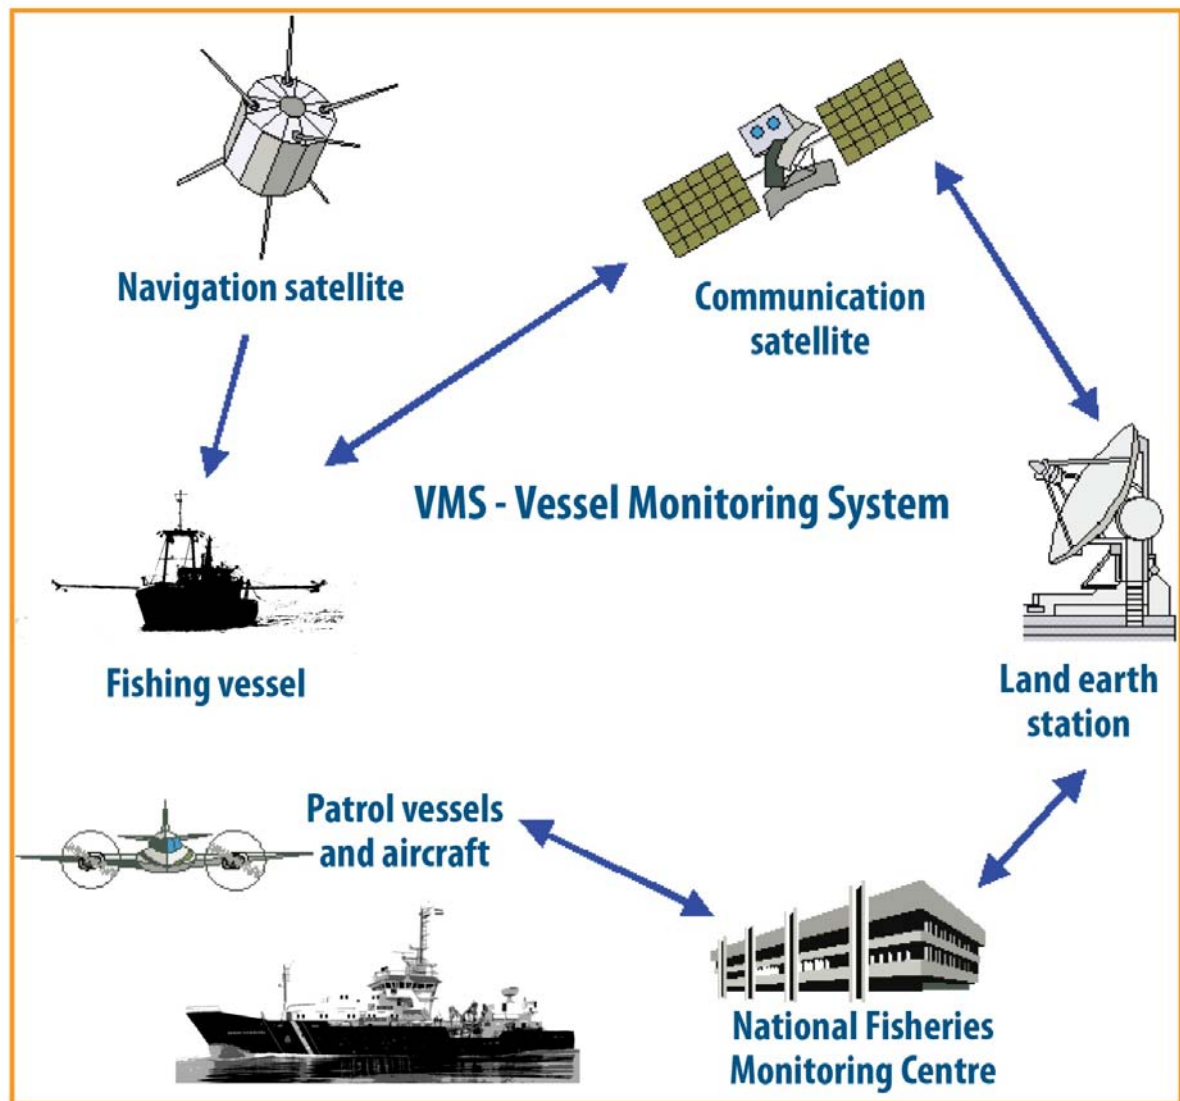 Navigation satellite
Communication
satellite
VMS - Vessel Monitoring System
Fishing vessel
Land earth
station
Patrol vessels
and aircraft
National Fisheries
Monitoring Centre